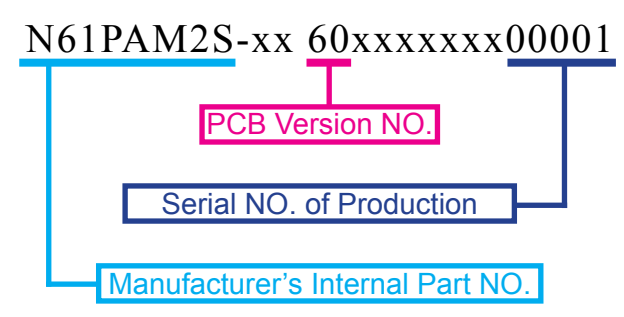 N61PAM2S-xx 60xxxxxxx00001
PCB Version NO.
Serial NO. of Production
Manufacturer’s Internal Part NO.